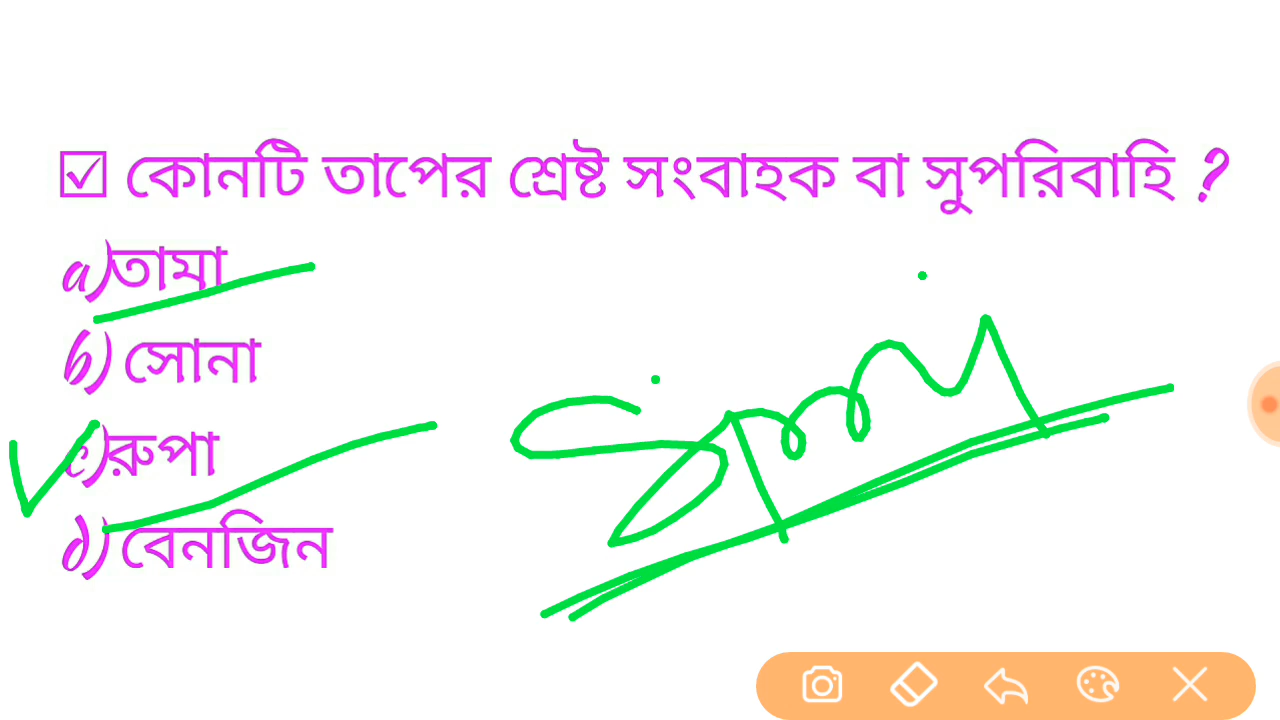 ☑ কোনটি তাপের শ্রেষ্ট সংবাহক বা সুপরিবাহি ?
a)তামা
b) সোনা
c)রুপা
d) বেনজিন